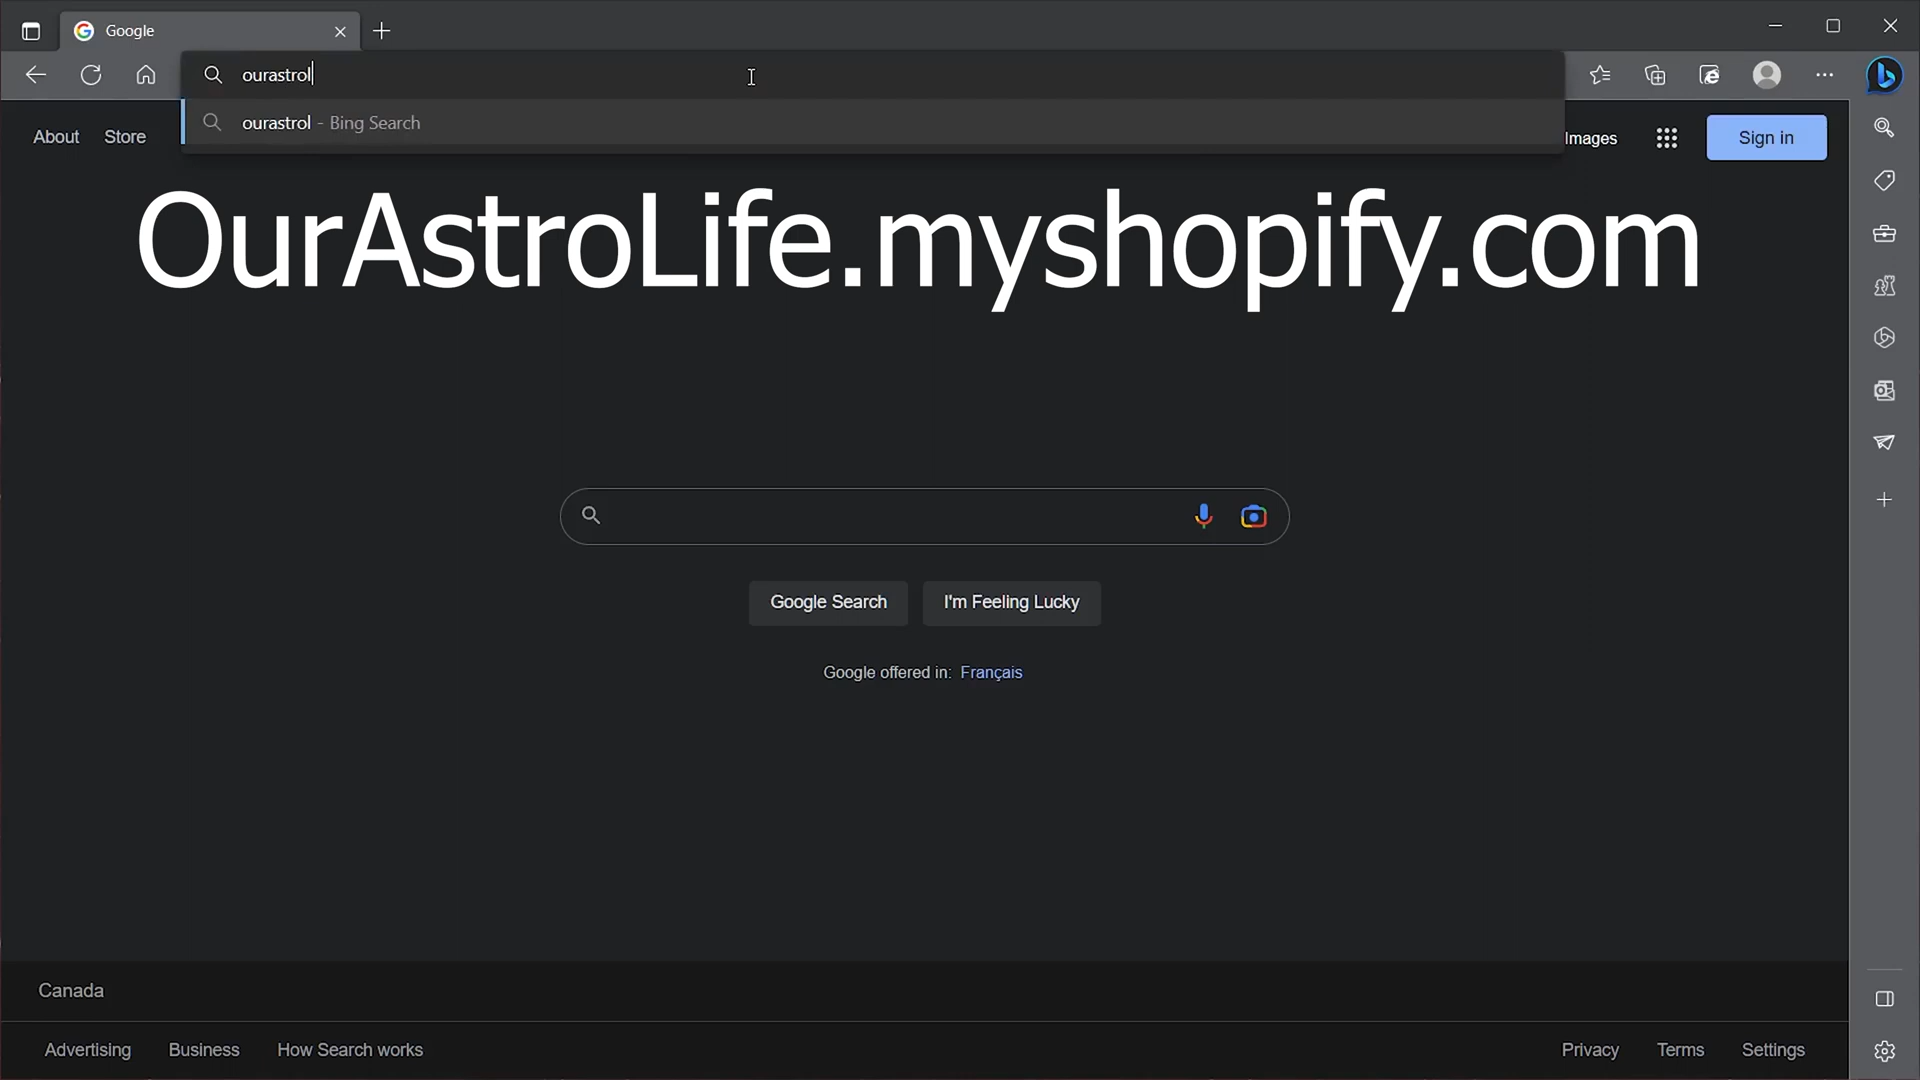 Google
ourastrol
ourastrol - Bing Search
About Store Images Sign in
OurAstroLife.myshopify.com
Google Search I'm Feeling Lucky
Google offered in: Français
Canada
Advertising Business How Search works Privacy Terms Settings